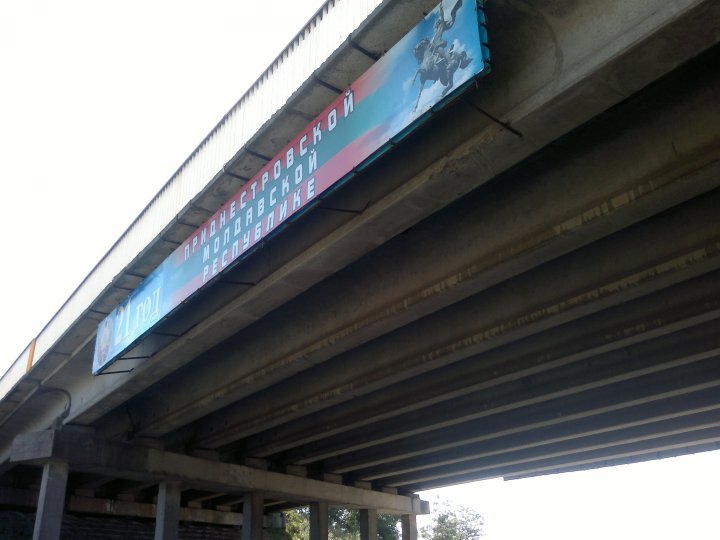 ПРИДНЕСТРОВСКОЙ
МОЛДАВСКОЙ
РЕСПУБЛИКЕ
21 год